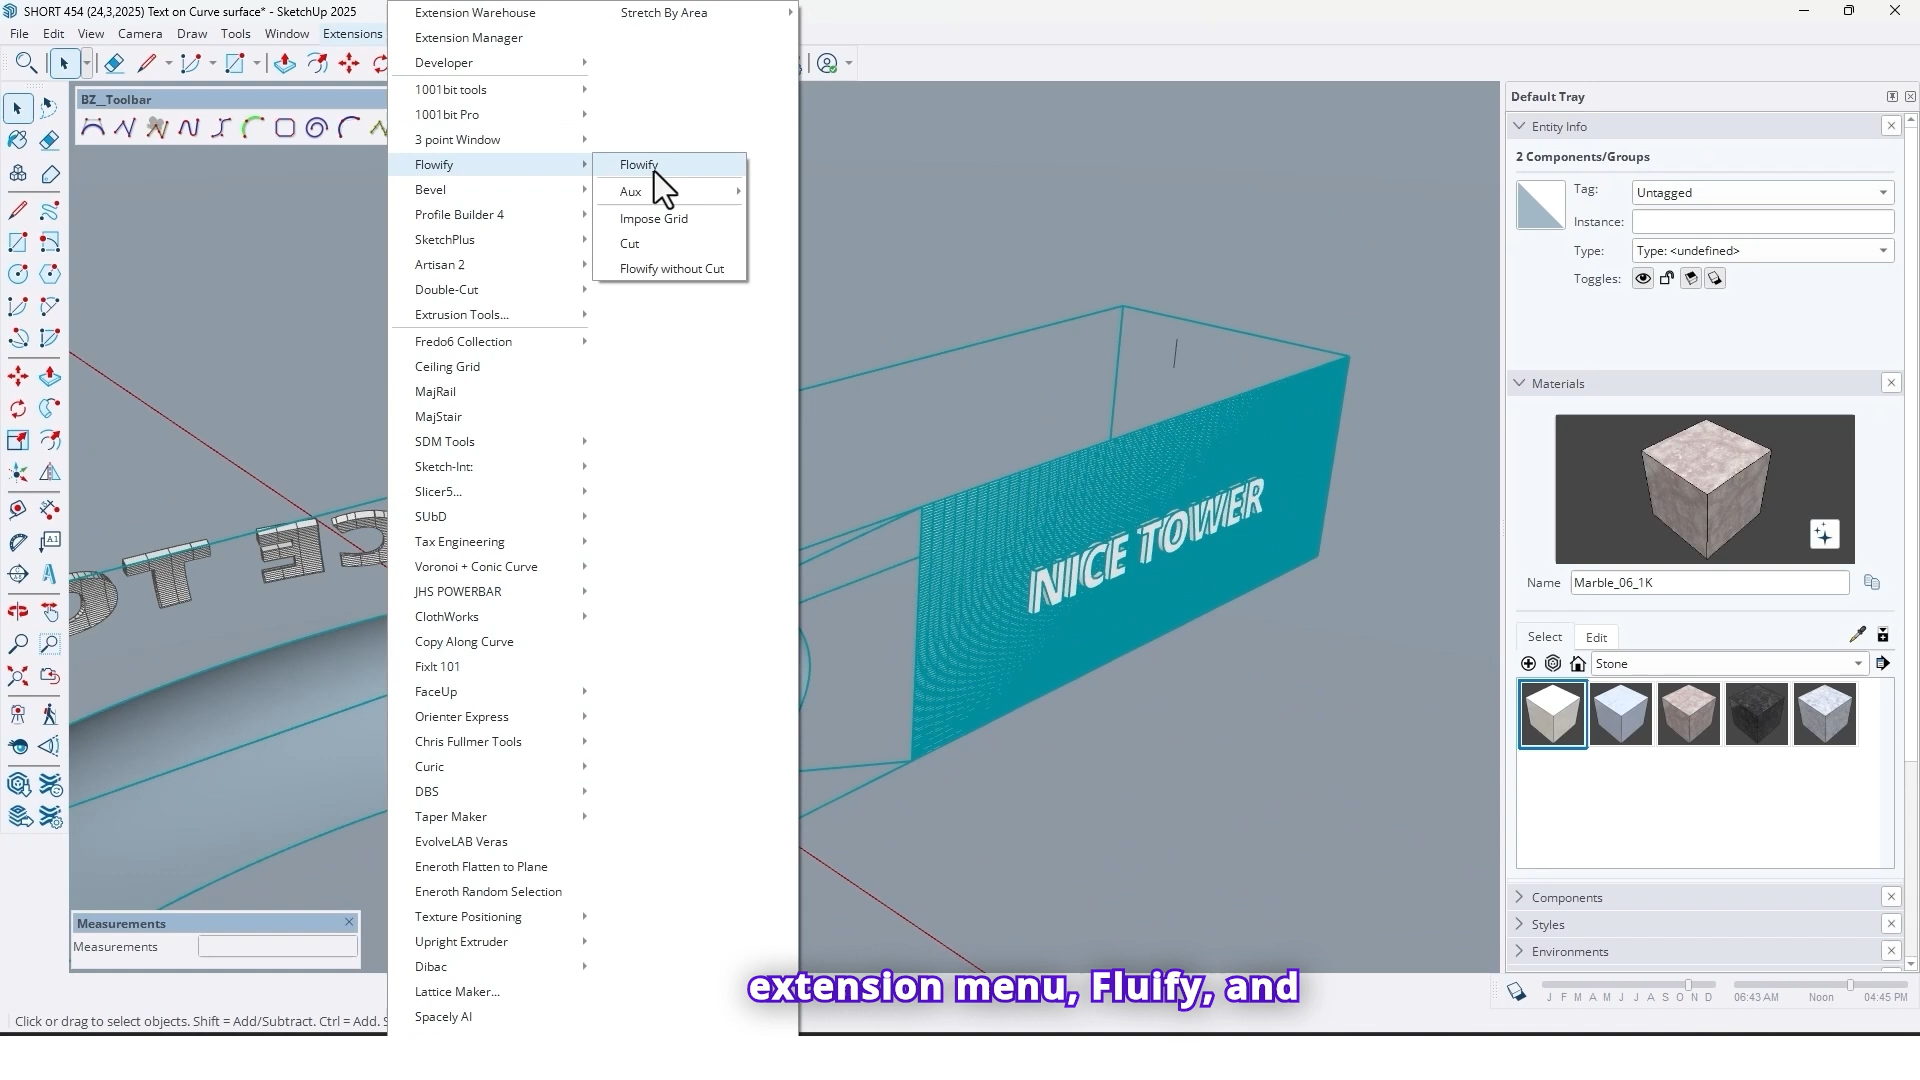 SHORT 454 (24,3,2025) Text on Curve surface* - SketchUp 2025
File Edit View Camera Draw Tools Window Extensions
BZ__Toolbar
Extension Warehouse
Extension Manager
Developer
1001bit tools
1001bit Pro
3 point Window
Flowify
Bevel
Profile Builder 4
SketchPlus
Artisan 2
Double-Cut
Extrusion Tools...
Fredo6 Collection
Ceiling Grid
MajRail
MajStair
SDM Tools
Sketch-Int:
Slicer5...
SUbD
Tax Engineering
Voronoi + Conic Curve
JHS POWERBAR
ClothWorks
Copy Along Curve
FixIt 101
FaceUp
Orienter Express
Chris Fullmer Tools
Curic
DBS
Taper Maker
EvolveLAB Veras
Eneroth Flatten to Plane
Eneroth Random Selection
Texture Positioning
Upright Extruder
Dibac
Lattice Maker...
Spacely AI
Stretch By Area
Flowify
Aux
Impose Grid
Cut
Flowify without Cut
NICE TOWER
Default Tray
Entity Info
2 Components/Groups
Tag: Untagged
Instance:
Type: Type: <undefined>
Toggles:
Materials
Name Marble_06_1K
Select Edit
Stone
Components
Styles
Environments
J F M A M J J A S O N D 06:43 AM Noon 04:45 PM
Measurements
Measurements
extension menu, Fluify, and
Click or drag to select objects. Shift = Add/Subtract. Ctrl = Add.